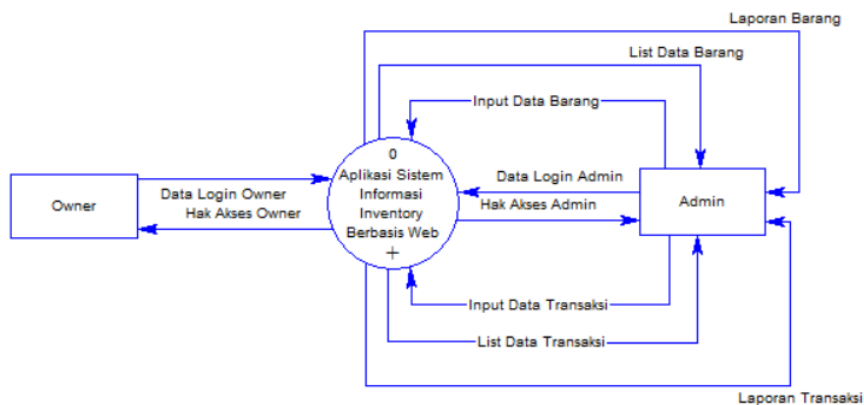 Laporan Barang
List Data Barang
Input Data Barang
0
Aplikasi Sistem
Informasi
Inventory
Berbasis Web
+
Owner
Data Login Owner
Hak Akses Owner
Data Login Admin
Hak Akses Admin
Admin
Input Data Transaksi
List Data Transaksi
Laporan Transaksi